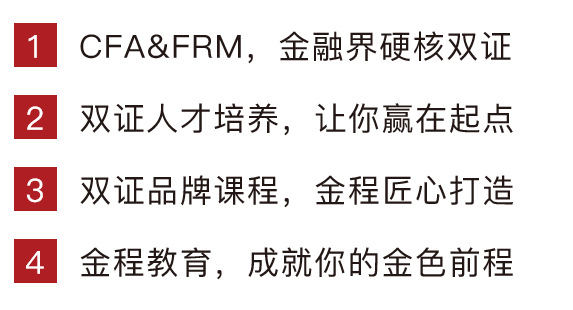 1 CFA&FRM，金融界硬核双证
2 双证人才培养，让你赢在起点
3 双证品牌课程，金程匠心打造
4 金程教育，成就你的金色前程